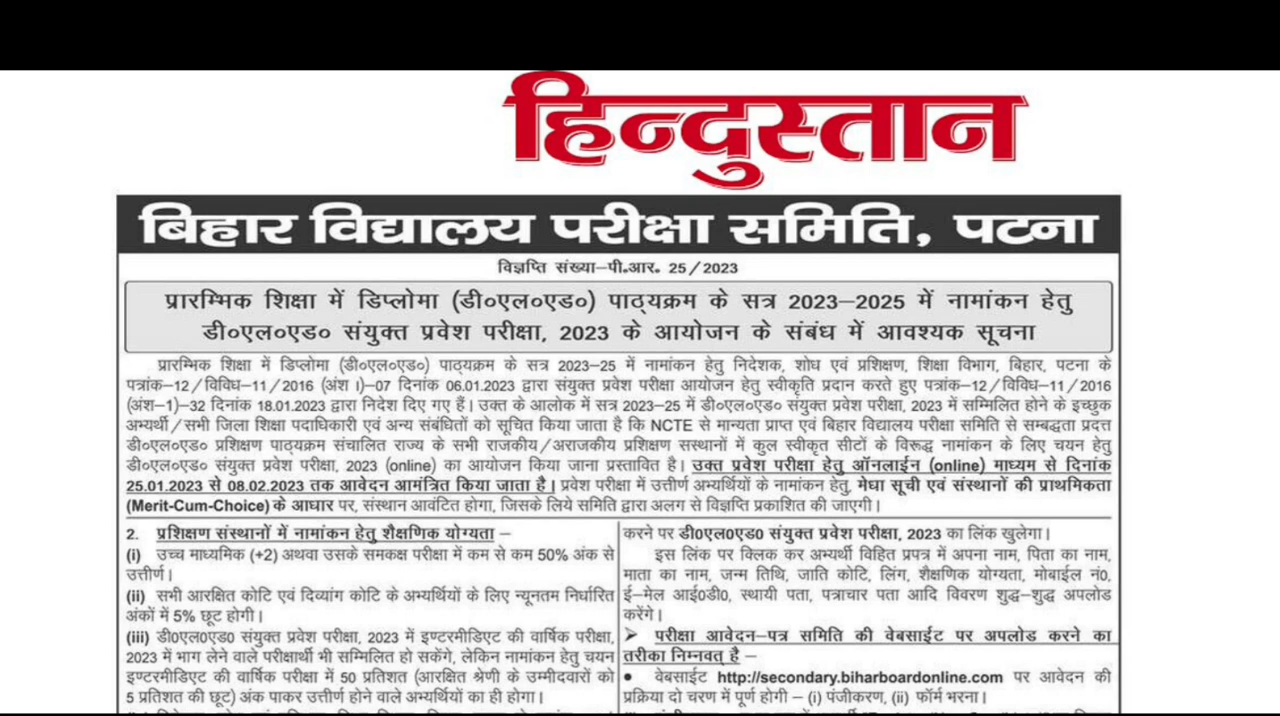 हिन्दुस्तान
बिहार विद्यालय परीक्षा समिति, पटना
विज्ञप्ति संख्या–पी॰आर॰ 25/2023
प्रारम्भिक शिक्षा में डिप्लोमा (डी०एल०एड०) पाठ्यक्रम के सत्र 2023–2025 में नामांकन हेतु
डी०एल०एड० संयुक्त प्रवेश परीक्षा, 2023 के आयोजन के संबंध में आवश्यक सूचना
प्रारम्भिक शिक्षा में डिप्लोमा (डी०एल०एड०) पाठ्यक्रम के सत्र 2023–25 में नामांकन हेतु निदेशक, शोध एवं प्रशिक्षण, शिक्षा विभाग, बिहार, पटना के
पत्रांक–12/विविध–11/2016 (अंश ।)–07 दिनांक 06.01.2023 द्वारा संयुक्त प्रवेश परीक्षा आयोजन हेतु स्वीकृति प्रदान करते हुए पत्रांक–12/विविध–11/2016
(अंश–1)–32 दिनांक 18.01.2023 द्वारा निदेश दिए गए हैं। उक्त के आलोक में सत्र 2023–25 में डी०एल०एड० संयुक्त प्रवेश परीक्षा, 2023 में सम्मिलित होने के इच्छुक
अभ्यर्थी/सभी जिला शिक्षा पदाधिकारी एवं अन्य संबंधितों को सूचित किया जाता है कि NCTE से मान्यता प्राप्त एवं बिहार विद्यालय परीक्षा समिति से सम्बद्धता प्रदत्त
डी०एल०एड० प्रशिक्षण पाठ्यक्रम संचालित राज्य के सभी राजकीय/अराजकीय प्रशिक्षण सस्थानों में कुल स्वीकृत सीटों के विरूद्ध नामांकन के लिए चयन हेतु
डी०एल०एड० संयुक्त प्रवेश परीक्षा, 2023 (online) का आयोजन किया जाना प्रस्तावित है। उक्त प्रवेश परीक्षा हेतु ऑनलाईन (online) माध्यम से दिनांक
25.01.2023 से 08.02.2023 तक आवेदन आमंत्रित किया जाता है। प्रवेश परीक्षा में उत्तीर्ण अभ्यर्थियों के नामांकन हेतु, मेधा सूची एवं संस्थानों की प्राथमिकता
(Merit-Cum-Choice) के आधार पर, संस्थान आवंटित होगा, जिसके लिये समिति द्वारा अलग से विज्ञप्ति प्रकाशित की जाएगी।
2. प्रशिक्षण संस्थानों में नामांकन हेतु शैक्षणिक योग्यता –
(i) उच्च माध्यमिक (+2) अथवा उसके समकक्ष परीक्षा में कम से कम 50% अंक से
उत्तीर्ण।
(ii) सभी आरक्षित कोटि एवं दिव्यांग कोटि के अभ्यर्थियों के लिए न्यूनतम निर्धारित
अंकों में 5% छूट होगी।
(iii) डी0एल0एड0 संयुक्त प्रवेश परीक्षा, 2023 में इण्टरमीडिएट की वार्षिक परीक्षा,
2023 में भाग लेने वाले परीक्षार्थी भी सम्मिलित हो सकेंगे, लेकिन नामांकन हेतु चयन
इण्टरमीडिएट की वार्षिक परीक्षा में 50 प्रतिशत (आरक्षित श्रेणी के उम्मीदवारों को
5 प्रतिशत की छूट) अंक पाकर उत्तीर्ण होने वाले अभ्यर्थियों का ही होगा।
करने पर डी0एल0एड0 संयुक्त प्रवेश परीक्षा, 2023 का लिंक खुलेगा।
इस लिंक पर क्लिक कर अभ्यर्थी विहित प्रपत्र में अपना नाम, पिता का नाम,
माता का नाम, जन्म तिथि, जाति कोटि, लिंग, शैक्षणिक योग्यता, मोबाईल नं0,
ई–मेल आई0डी0, स्थायी पता, पत्राचार पता आदि विवरण शुद्ध–शुद्ध अपलोड
करेंगे।
➢ परीक्षा आवेदन–पत्र समिति की वेबसाईट पर अपलोड करने का
तरीका निम्नवत् है –
• वेबसाईट http://secondary.biharboardonline.com पर आवेदन की
प्रक्रिया दो चरण में पूर्ण होगी – (i) पंजीकरण, (ii) फॉर्म भरना।